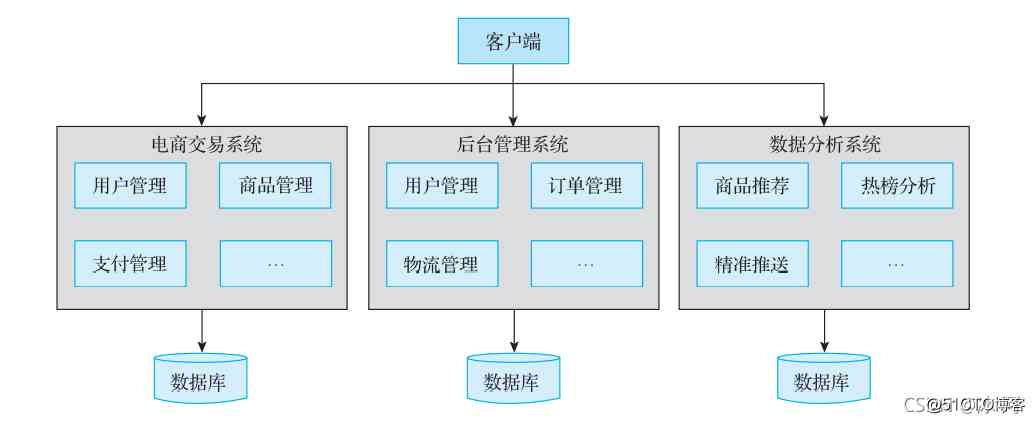 客户端
电商交易系统
用户管理
商品管理
支付管理
…
数据库
后台管理系统
用户管理
订单管理
物流管理
…
数据库
数据分析系统
商品推荐
热榜分析
精准推送
…
数据库
@51CTO博客